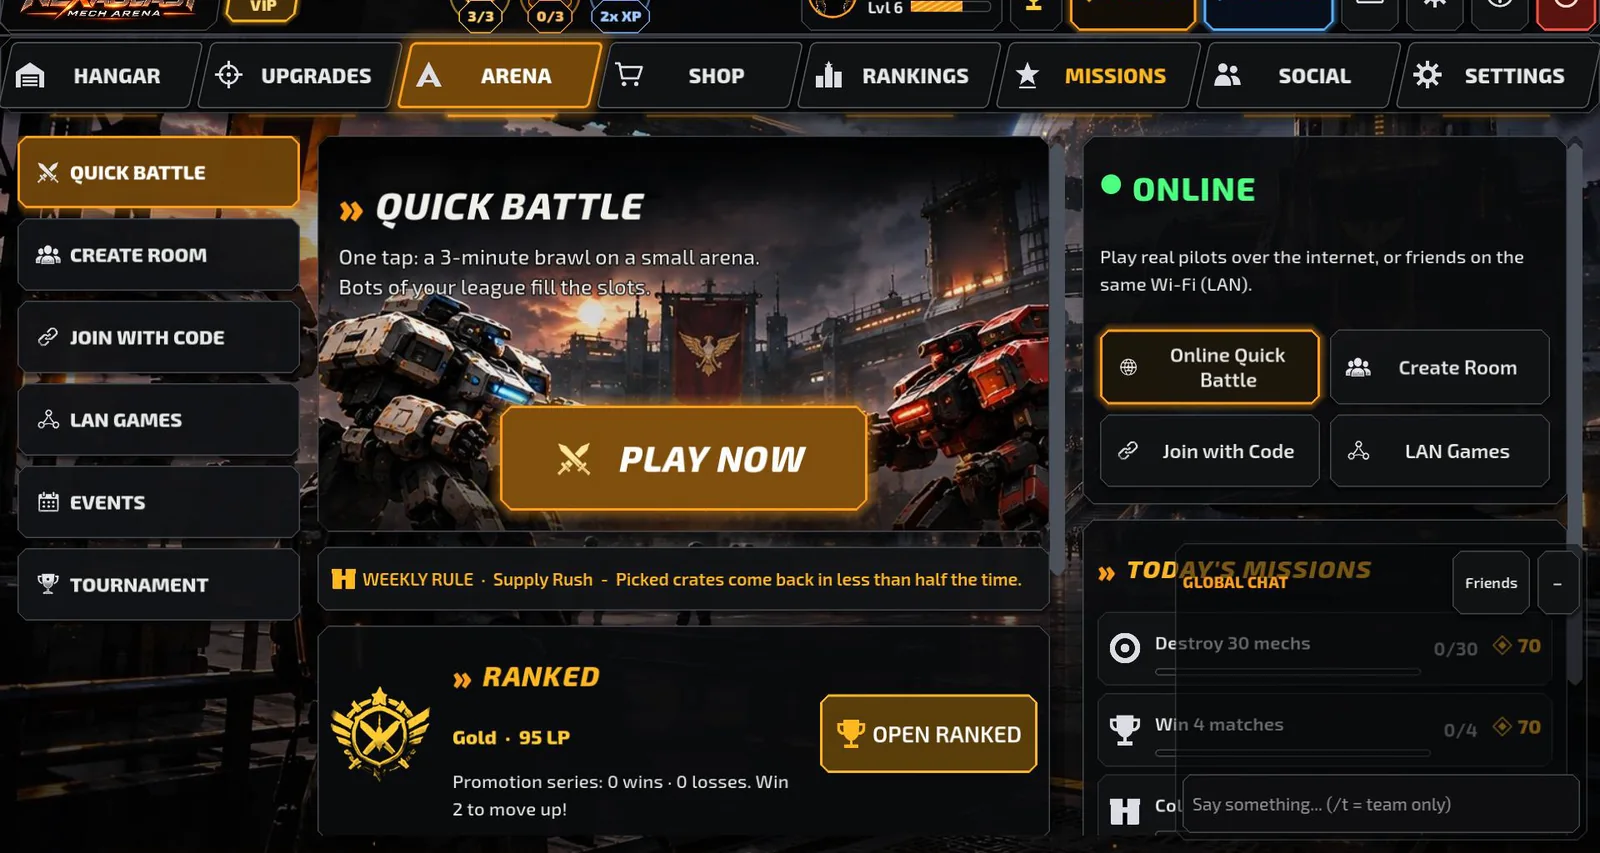 MECH ARENA
VIP
3/3
0/3
2x XP
Lvl 6
HANGAR
UPGRADES
ARENA
SHOP
RANKINGS
MISSIONS
SOCIAL
SETTINGS
QUICK BATTLE
CREATE ROOM
JOIN WITH CODE
LAN GAMES
EVENTS
TOURNAMENT
» QUICK BATTLE
One tap: a 3-minute brawl on a small arena.
Bots of your league fill the slots.
PLAY NOW
WEEKLY RULE · Supply Rush - Picked crates come back in less than half the time.
» RANKED
Gold · 95 LP
Promotion series: 0 wins · 0 losses. Win
2 to move up!
OPEN RANKED
ONLINE
Play real pilots over the internet, or friends on the
same Wi-Fi (LAN).
Online Quick
Battle
Create Room
Join with Code
LAN Games
» TODAY'S MISSIONS
GLOBAL CHAT
Friends
–
Destroy 30 mechs
0/30
70
Win 4 matches
0/4
70
Say something... (/t = team only)